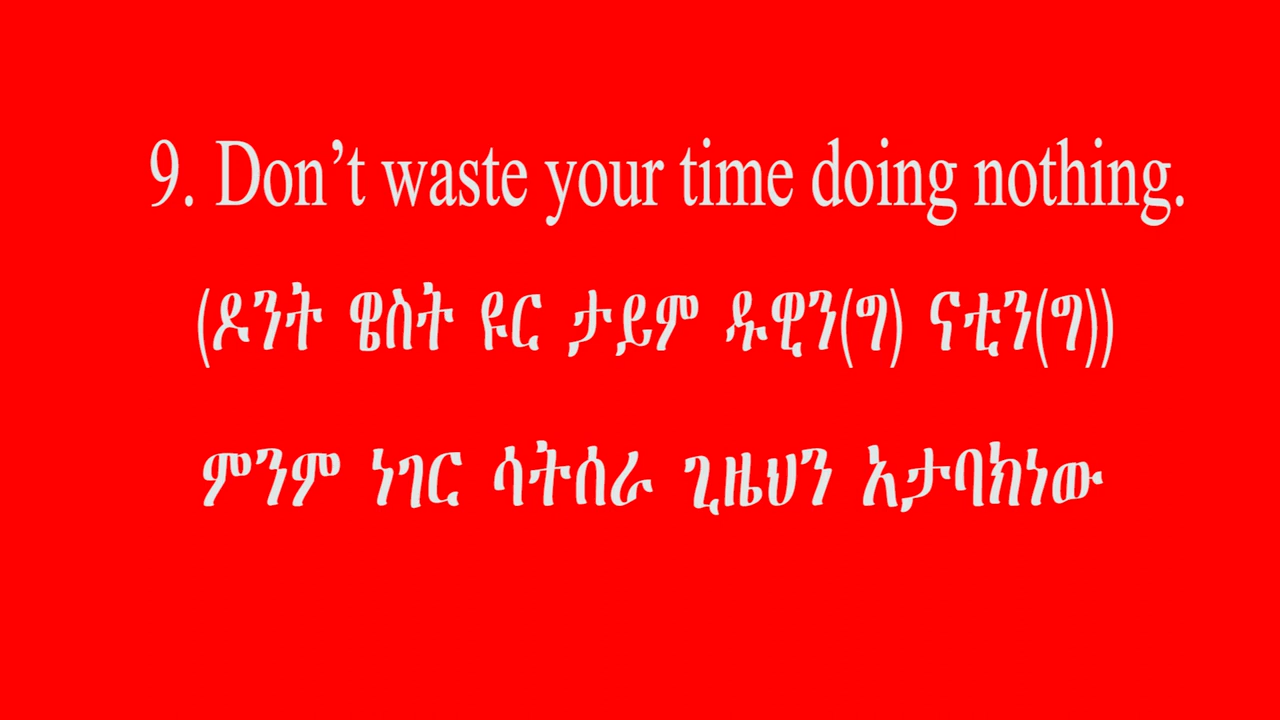 9. Don’t waste your time doing nothing.
(ዶንት ዌስት ዩር ታይም ዱዊን(ግ) ናቲን(ግ))
ምንም ነገር ሳትሰራ ጊዜህን አታባክነው